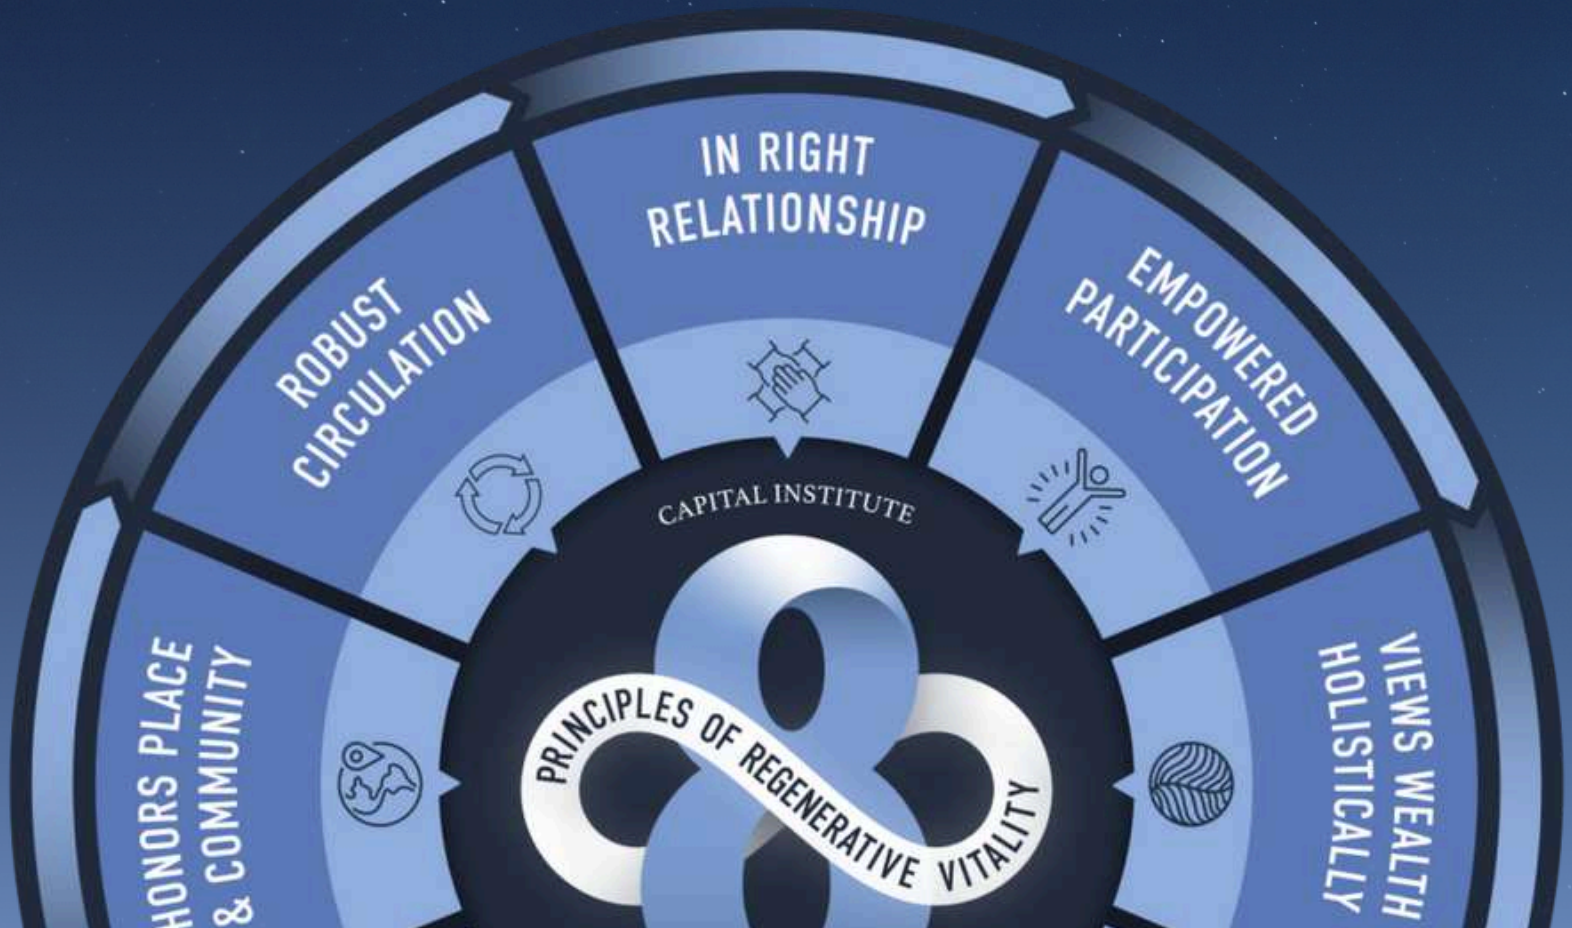 IN RIGHT
RELATIONSHIP
EMPOWERED
PARTICIPATION
VIEWS WEALTH
HOLISTICALLY
HONORS PLACE
& COMMUNITY
ROBUST
CIRCULATION
CAPITAL INSTITUTE
PRINCIPLES OF REGENERATIVE VITALITY